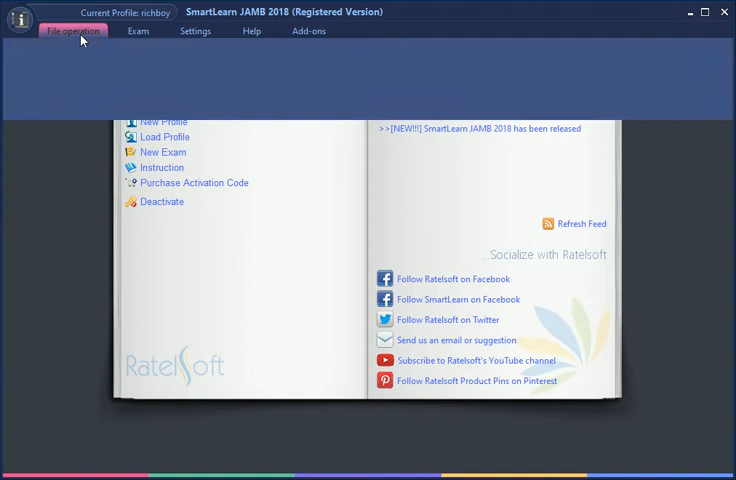 Current Profile: richboy
SmartLearn JAMB 2018 (Registered Version)
File operation
Exam
Settings
Help
Add-ons
New Profile
Load Profile
New Exam
Instruction
Purchase Activation Code
Deactivate
RatelSoft
>>[NEW!!!] SmartLearn JAMB 2018 has been released
Refresh Feed
...Socialize with Ratelsoft
Follow Ratelsoft on Facebook
Follow SmartLearn on Facebook
Follow Ratelsoft on Twitter
Send us an email or suggestion
Subscribe to Ratelsoft's YouTube channel
Follow Ratelsoft Product Pins on Pinterest